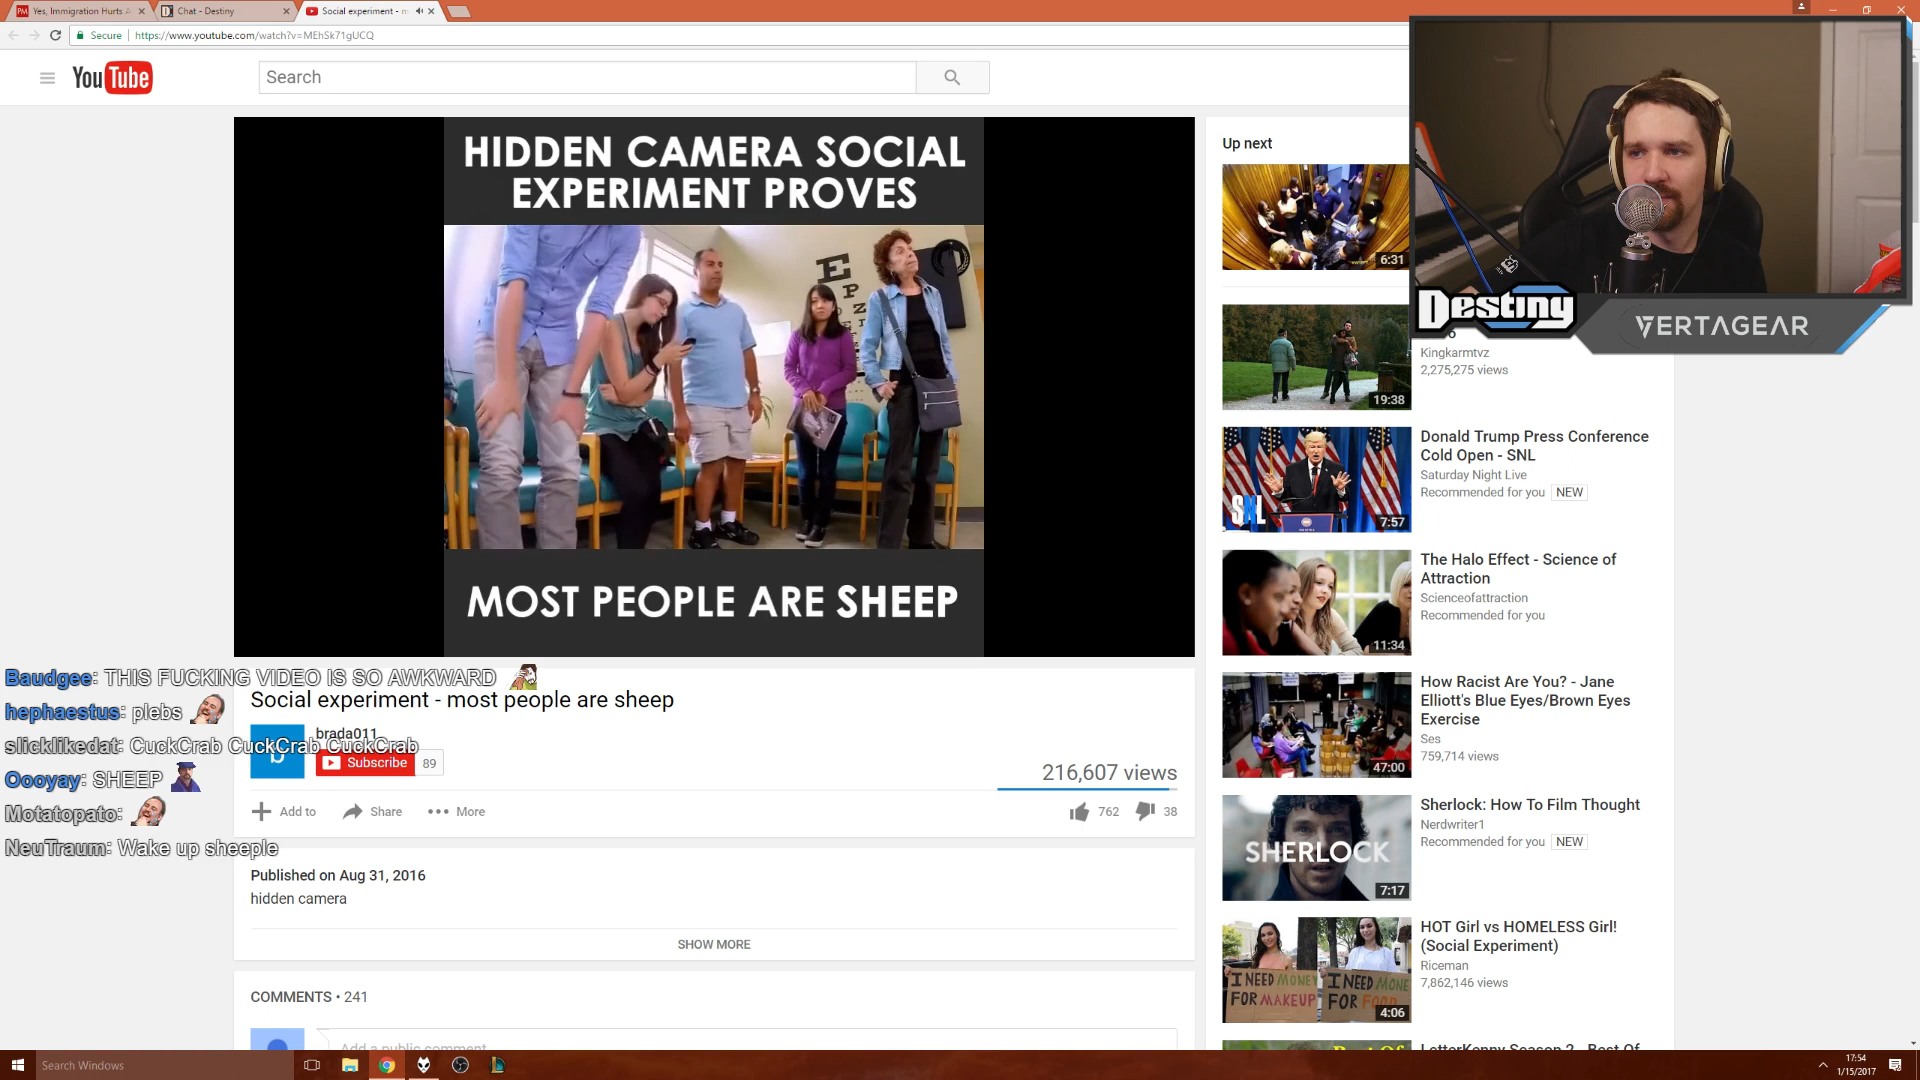 Yes, Immigration Hurts A
Chat - Destiny
Social experiment - m
Secure
https://www.youtube.com/watch?v=MEhSk71gUCQ
YouTube
Search
HIDDEN CAMERA SOCIAL
EXPERIMENT PROVES
E
P Z
MOST PEOPLE ARE SHEEP
Up next
6:31
Destiny
VERTAGEAR
Kingkarmtvz
2,275,275 views
19:38
Donald Trump Press Conference
Cold Open - SNL
Saturday Night Live
Recommended for you NEW
SNL
7:57
The Halo Effect - Science of
Attraction
Scienceofattraction
Recommended for you
11:34
How Racist Are You? - Jane
Elliott's Blue Eyes/Brown Eyes
Exercise
Ses
759,714 views
47:00
Sherlock: How To Film Thought
Nerdwriter1
Recommended for you NEW
SHERLOCK
7:17
HOT Girl vs HOMELESS Girl!
(Social Experiment)
Riceman
7,862,146 views
I NEED MONEY
FOR MAKEUP
I NEED MONE
FOR FOOD
4:06
LetterKenny Season 2 - Best Of
Best Of
Baudgee: THIS FUCKING VIDEO IS SO AWKWARD
hephaestus: plebs
slicklikedat: CuckCrab CuckCrab CuckCrab
Oooyay: SHEEP
Motatopato:
NeuTraum: Wake up sheeple
Social experiment - most people are sheep
b
brada011
Subscribe 89
216,607 views
Add to
Share
More
762
38
Published on Aug 31, 2016
hidden camera
SHOW MORE
COMMENTS • 241
Add a public comment
Search Windows
17:54
1/15/2017